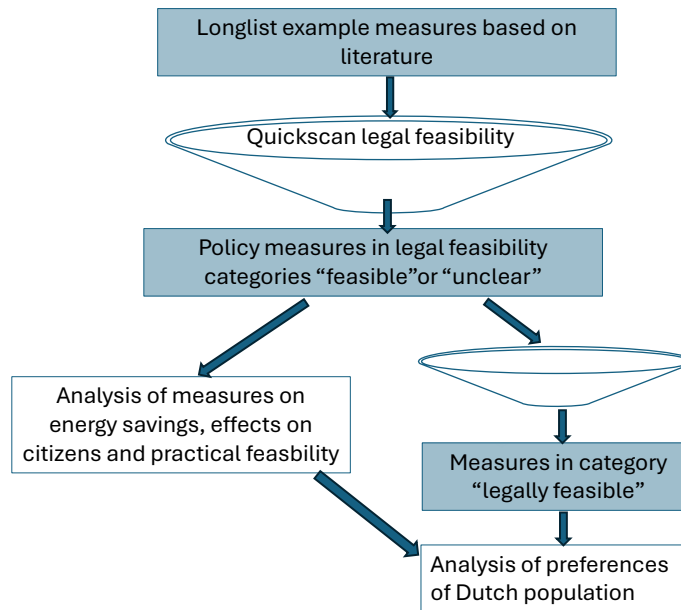 Longlist example measures based on
literature
Quickscan legal feasibility
Policy measures in legal feasibility
categories “feasible”or “unclear”
Analysis of measures on
energy savings, effects on
citizens and practical feasbility
Measures in category
“legally feasible”
Analysis of preferences
of Dutch population